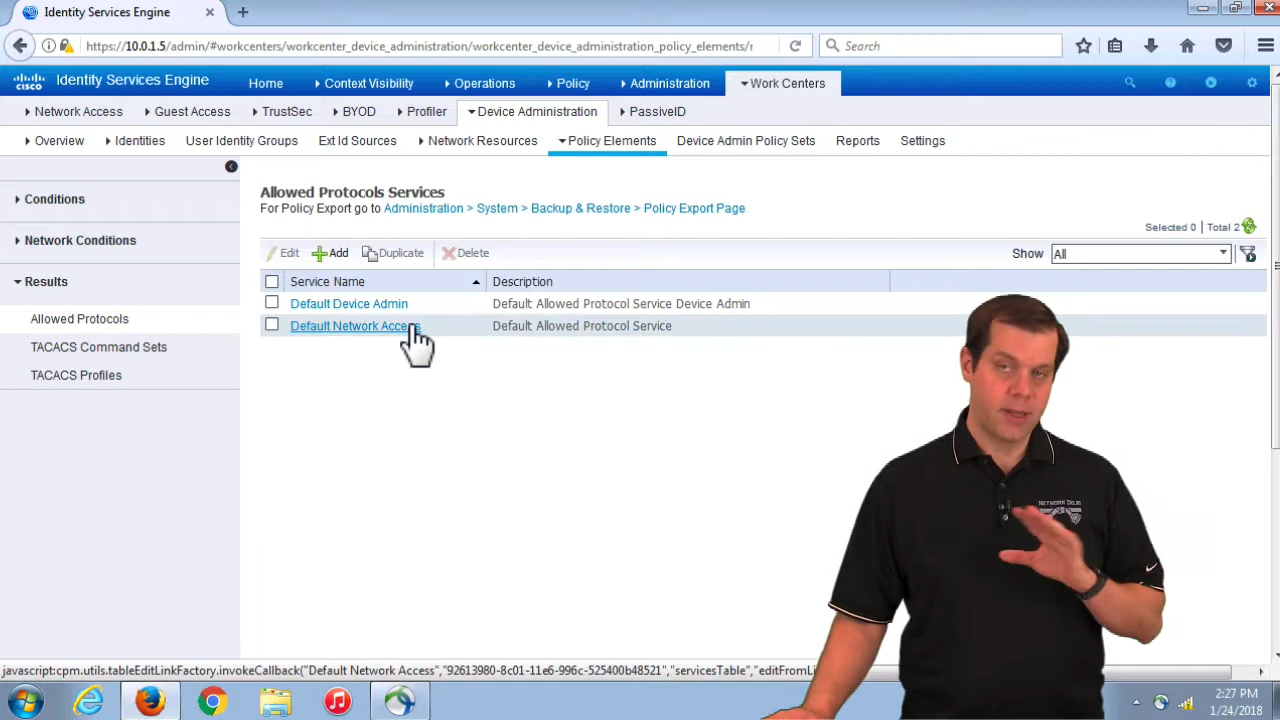 Identity Services Engine
https://10.0.1.5/admin/#workcenters/workcenter_device_administration/workcenter_device_administration_policy_elements/r
Search
CISCO
Identity Services Engine
Home
Context Visibility
Operations
Policy
Administration
Work Centers
Network Access
Guest Access
TrustSec
BYOD
Profiler
Device Administration
PassiveID
Overview
Identities
User Identity Groups
Ext Id Sources
Network Resources
Policy Elements
Device Admin Policy Sets
Reports
Settings
Conditions
Network Conditions
Results
Allowed Protocols
TACACS Command Sets
TACACS Profiles
Allowed Protocols Services
For Policy Export go to Administration > System > Backup & Restore > Policy Export Page
Selected 0 | Total 2
Edit Add Duplicate Delete
Show All
Service Name Description
Default Device Admin Default Allowed Protocol Service Device Admin
Default Network Access Default Allowed Protocol Service
NETWORK DOJO
javascript:cpm.utils.tableEditLinkFactory.invokeCallback("Default Network Access","92613980-8c01-11e6-996c-525400b48521","servicesTable","editFromLi
2:27 PM
1/24/2018